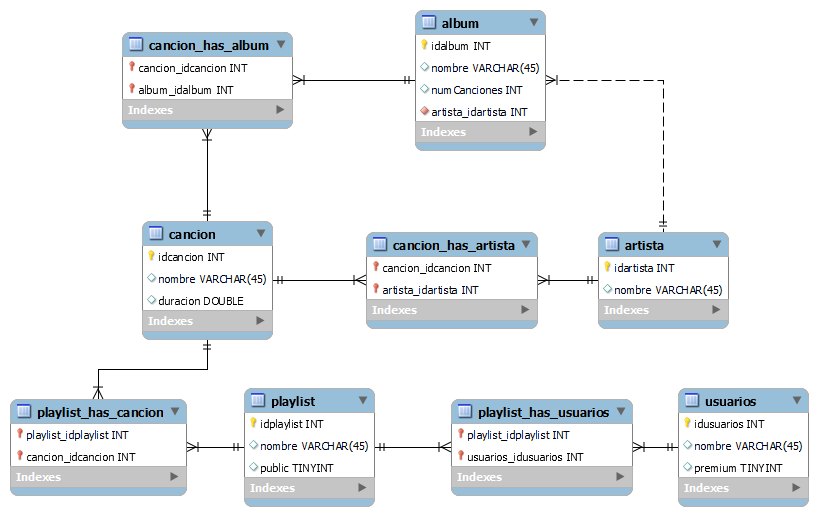 album
idalbum INT
nombre VARCHAR(45)
numCanciones INT
artista_idartista INT
Indexes
cancion_has_album
cancion_idcancion INT
album_idalbum INT
Indexes
cancion
idcancion INT
nombre VARCHAR(45)
duracion DOUBLE
Indexes
cancion_has_artista
cancion_idcancion INT
artista_idartista INT
Indexes
artista
idartista INT
nombre VARCHAR(45)
Indexes
playlist_has_cancion
playlist_idplaylist INT
cancion_idcancion INT
Indexes
playlist
idplaylist INT
nombre VARCHAR(45)
public TINYINT
Indexes
playlist_has_usuarios
playlist_idplaylist INT
usuarios_idusuarios INT
Indexes
usuarios
idusuarios INT
nombre VARCHAR(45)
premium TINYINT
Indexes